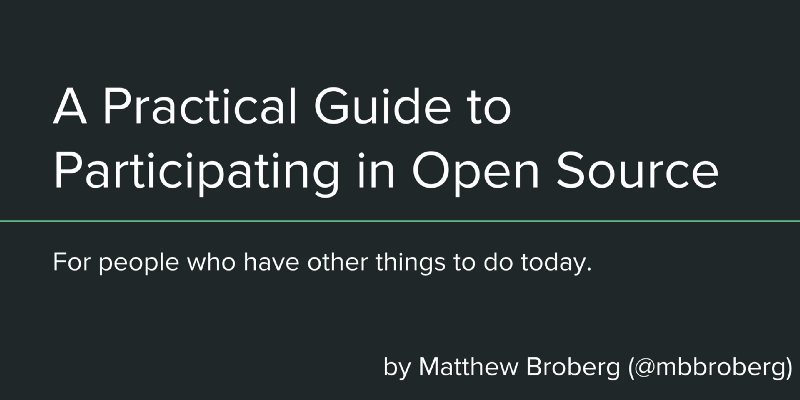 A Practical Guide to
Participating in Open Source
For people who have other things to do today.
by Matthew Broberg (@mbbroberg)